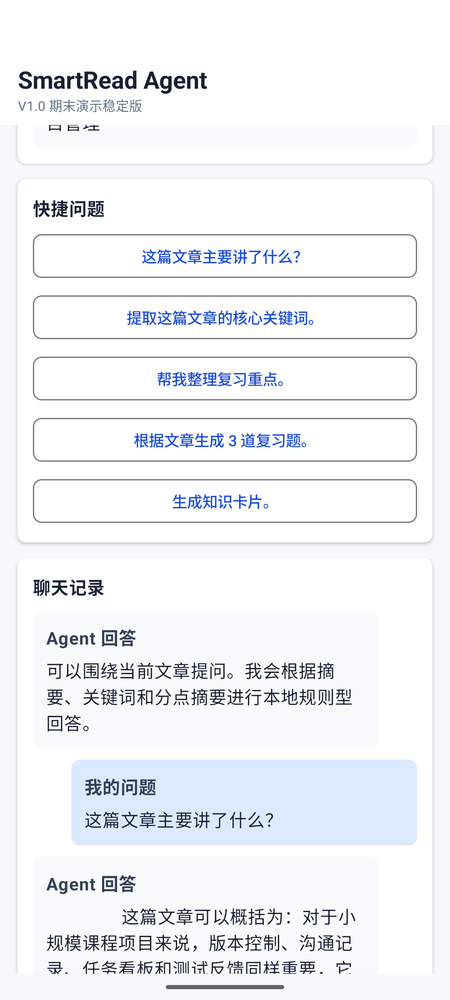 SmartRead Agent
V1.0 期末演示稳定版
目管理
快捷问题
这篇文章主要讲了什么？
提取这篇文章的核心关键词。
帮我整理复习重点。
根据文章生成 3 道复习题。
生成知识卡片。
聊天记录
Agent 回答
可以围绕当前文章提问。我会根据摘
要、关键词和分点摘要进行本地规则型
回答。
我的问题
这篇文章主要讲了什么？
Agent 回答
这篇文章可以概括为：对于小
规模课程项目来说，版本控制、沟通记
录、任务看板和测试反馈同样重要，它